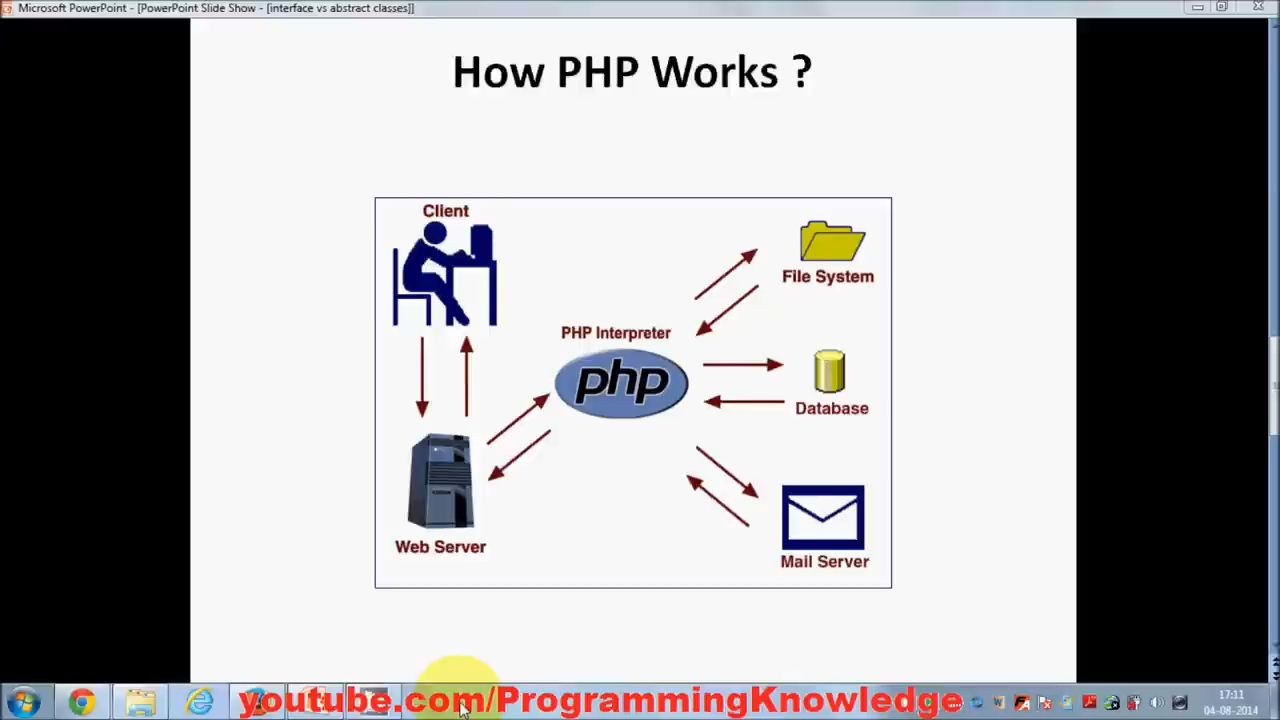 Microsoft PowerPoint - [PowerPoint Slide Show - [interface vs abstract classes]]
How PHP Works ?
Client
File System
PHP Interpreter
php
Database
Web Server
Mail Server
youtube.com/ProgrammingKnowledge
17:11
04-08-2014